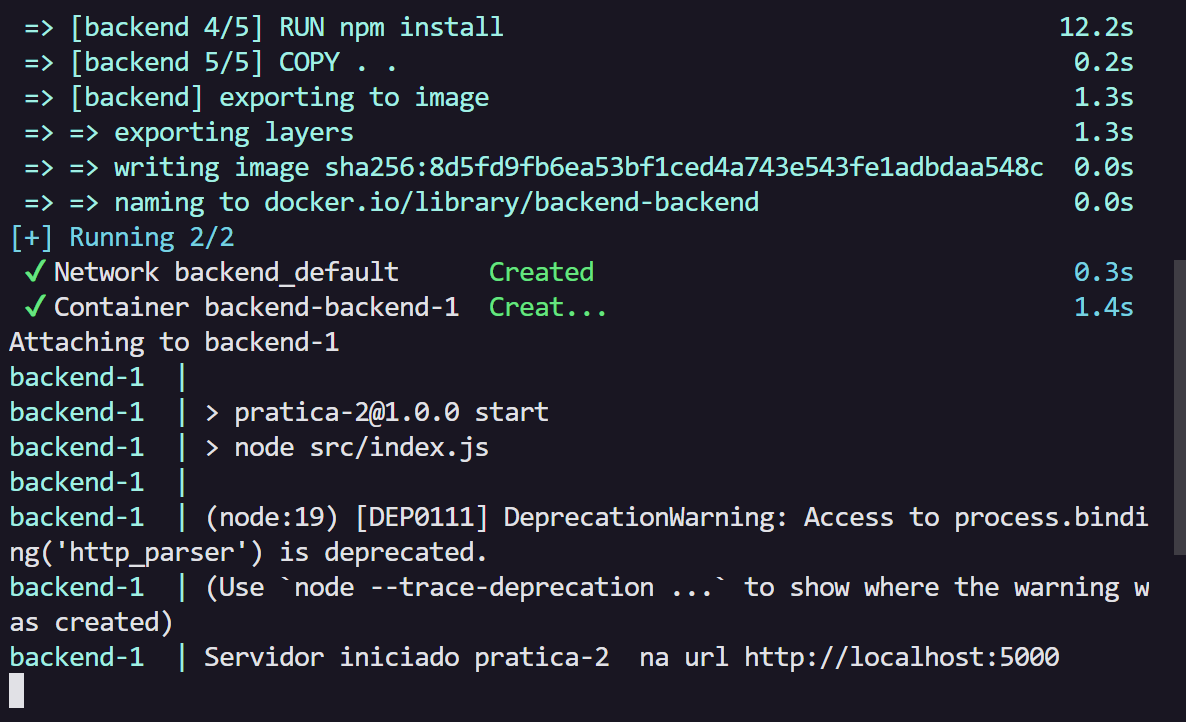 => [backend 4/5] RUN npm install 12.2s
=> [backend 5/5] COPY . . 0.2s
=> [backend] exporting to image 1.3s
=> => exporting layers 1.3s
=> => writing image sha256:8d5fd9fb6ea53bf1ced4a743e543fe1adbdaa548c 0.0s
=> => naming to docker.io/library/backend-backend 0.0s
[+] Running 2/2
✓ Network backend_default Created 0.3s
✓ Container backend-backend-1 Creat... 1.4s
Attaching to backend-1
backend-1 |
backend-1 | > pratica-2@1.0.0 start
backend-1 | > node src/index.js
backend-1 |
backend-1 | (node:19) [DEP0111] DeprecationWarning: Access to process.bindi
ng('http_parser') is deprecated.
backend-1 | (Use `node --trace-deprecation ...` to show where the warning w
as created)
backend-1 | Servidor iniciado pratica-2 na url http://localhost:5000